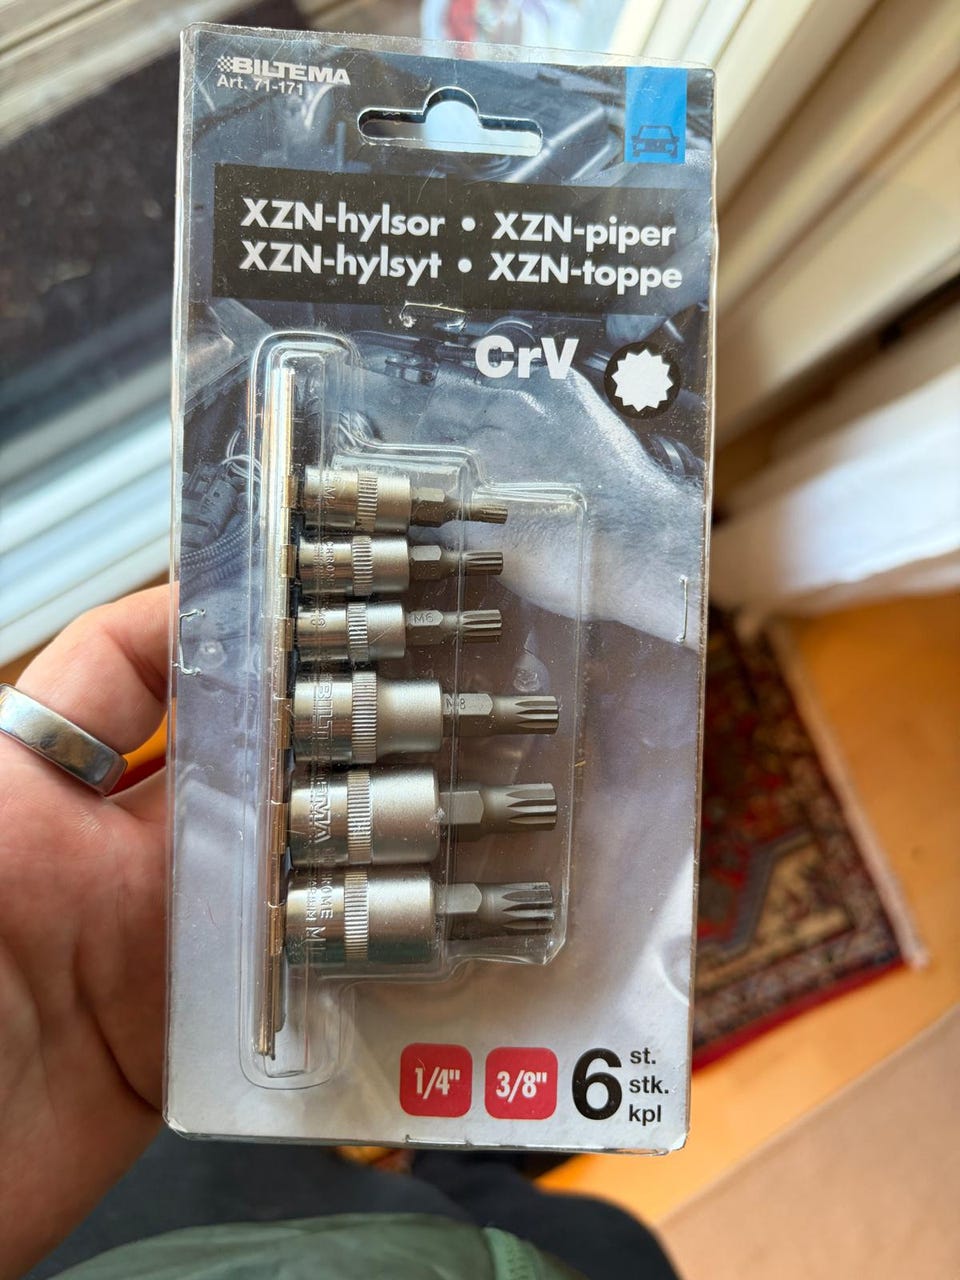 BILTEMA
Art. 71-171
XZN-hylsor • XZN-piper
XZN-hylsyt • XZN-toppe
CrV
M6
M8
CHROME
1/4" 3/8" 6 st.
stk.
kpl